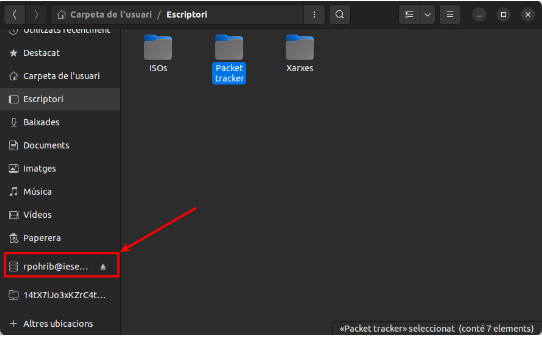 Carpeta de l'usuari / Escriptori
Utilitzats recentment
Destacat
Carpeta de l'usuari
Escriptori
Baixades
Documents
Imatges
Música
Vídeos
Paperera
rpohrib@iese...
14tX7iJo3xKZrC4t...
+ Altres ubicacions
ISOs
Packet
tracker
Xarxes
«Packet tracker» seleccionat (conté 7 elements)